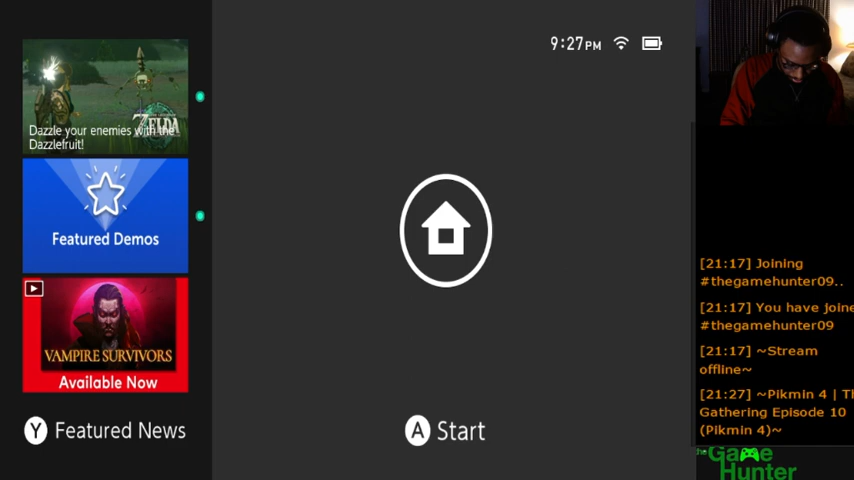 9:27PM
ZELDA
Dazzle your enemies with the
Dazzlefruit!
Featured Demos
VAMPIRE SURVIVORS
Available Now
Y Featured News
A Start
[21:17] Joining
#thegamehunter09..
[21:17] You have joine
#thegamehunter09
[21:17] ~Stream
offline~
[21:27] ~Pikmin 4 | Th
Gathering Episode 10
(Pikmin 4)~
the Game
Hunter